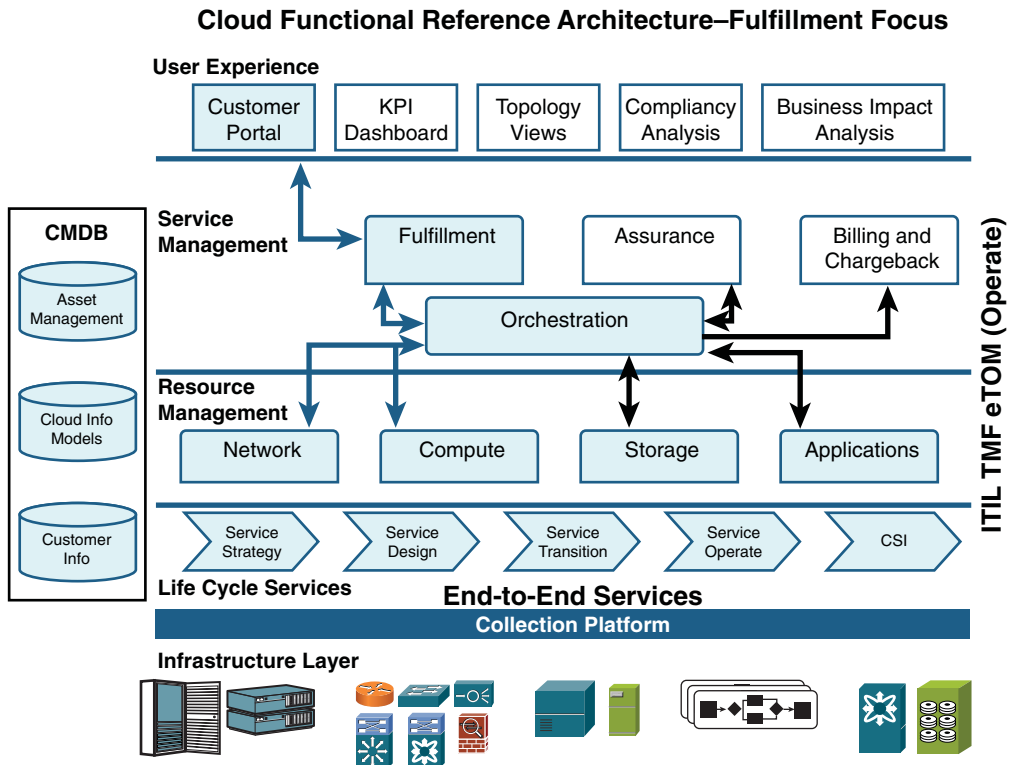 Cloud Functional Reference Architecture–Fulfillment Focus
User Experience
Customer
Portal
KPI
Dashboard
Topology
Views
Compliancy
Analysis
Business Impact
Analysis
CMDB
Asset
Management
Cloud Info
Models
Customer
Info
Service
Management
Fulfillment
Assurance
Billing and
Chargeback
Orchestration
Resource
Management
Network
Compute
Storage
Applications
Service
Strategy
Service
Design
Service
Transition
Service
Operate
CSI
Life Cycle Services
End-to-End Services
Collection Platform
Infrastructure Layer
ITIL TMF eTOM (Operate)